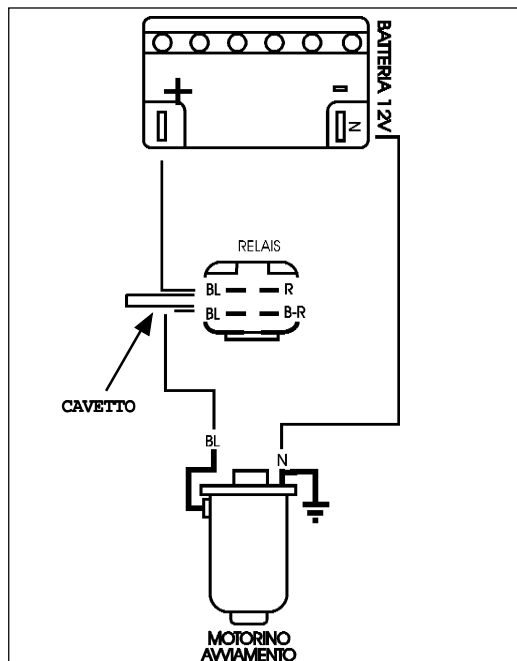 + -
BATTERIA 12V
N
RELAIS
BL R
BL B-R
CAVETTO
BL
N
MOTORINO
AVVIAMENTO